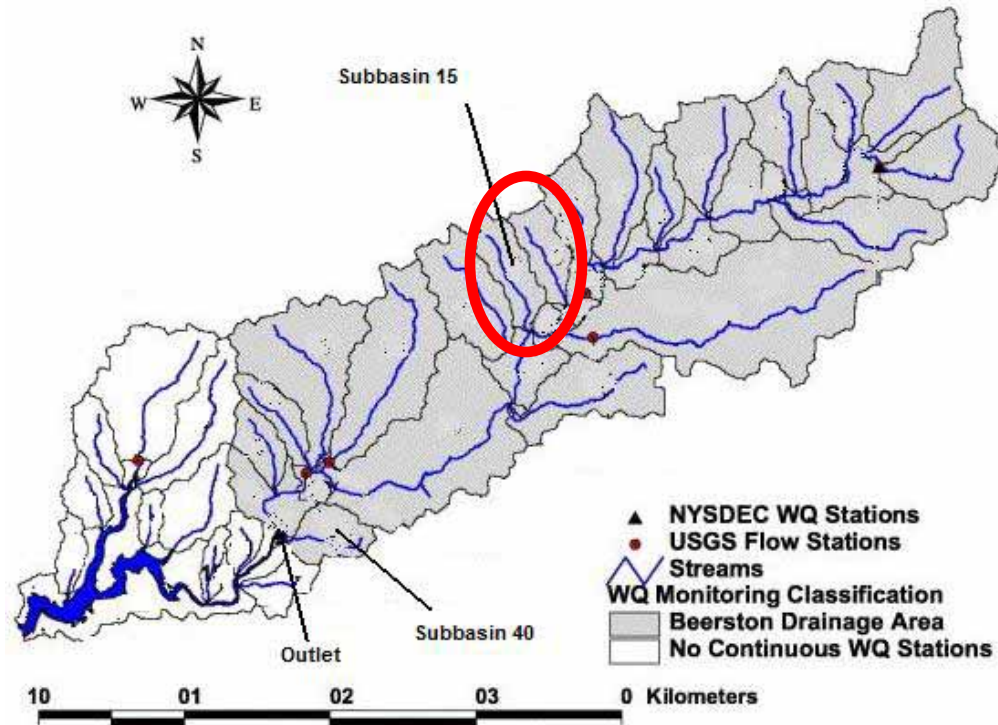 N
W E
S
Subbasin 15
NYSDEC WQ Stations
USGS Flow Stations
Streams
WQ Monitoring Classification
Beerston Drainage Area
No Continuous WQ Stations
Subbasin 40
Outlet
10 01 02 03 0 Kilometers